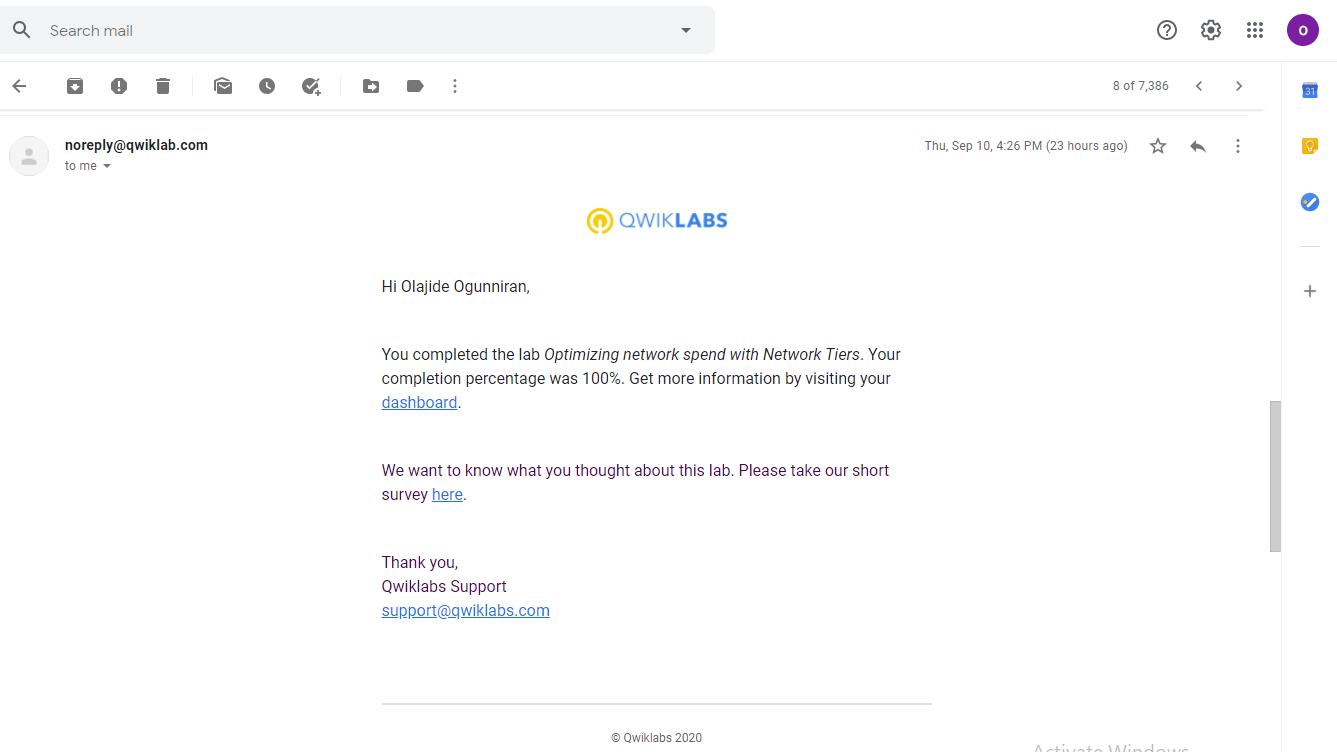 Search mail
O
8 of 7,386
31
noreply@qwiklab.com
Thu, Sep 10, 4:26 PM (23 hours ago)
to me
QWIKLABS
Hi Olajide Ogunniran,
You completed the lab Optimizing network spend with Network Tiers. Your
completion percentage was 100%. Get more information by visiting your
dashboard.
We want to know what you thought about this lab. Please take our short
survey here.
Thank you,
Qwiklabs Support
support@qwiklabs.com
© Qwiklabs 2020
Activate Windows